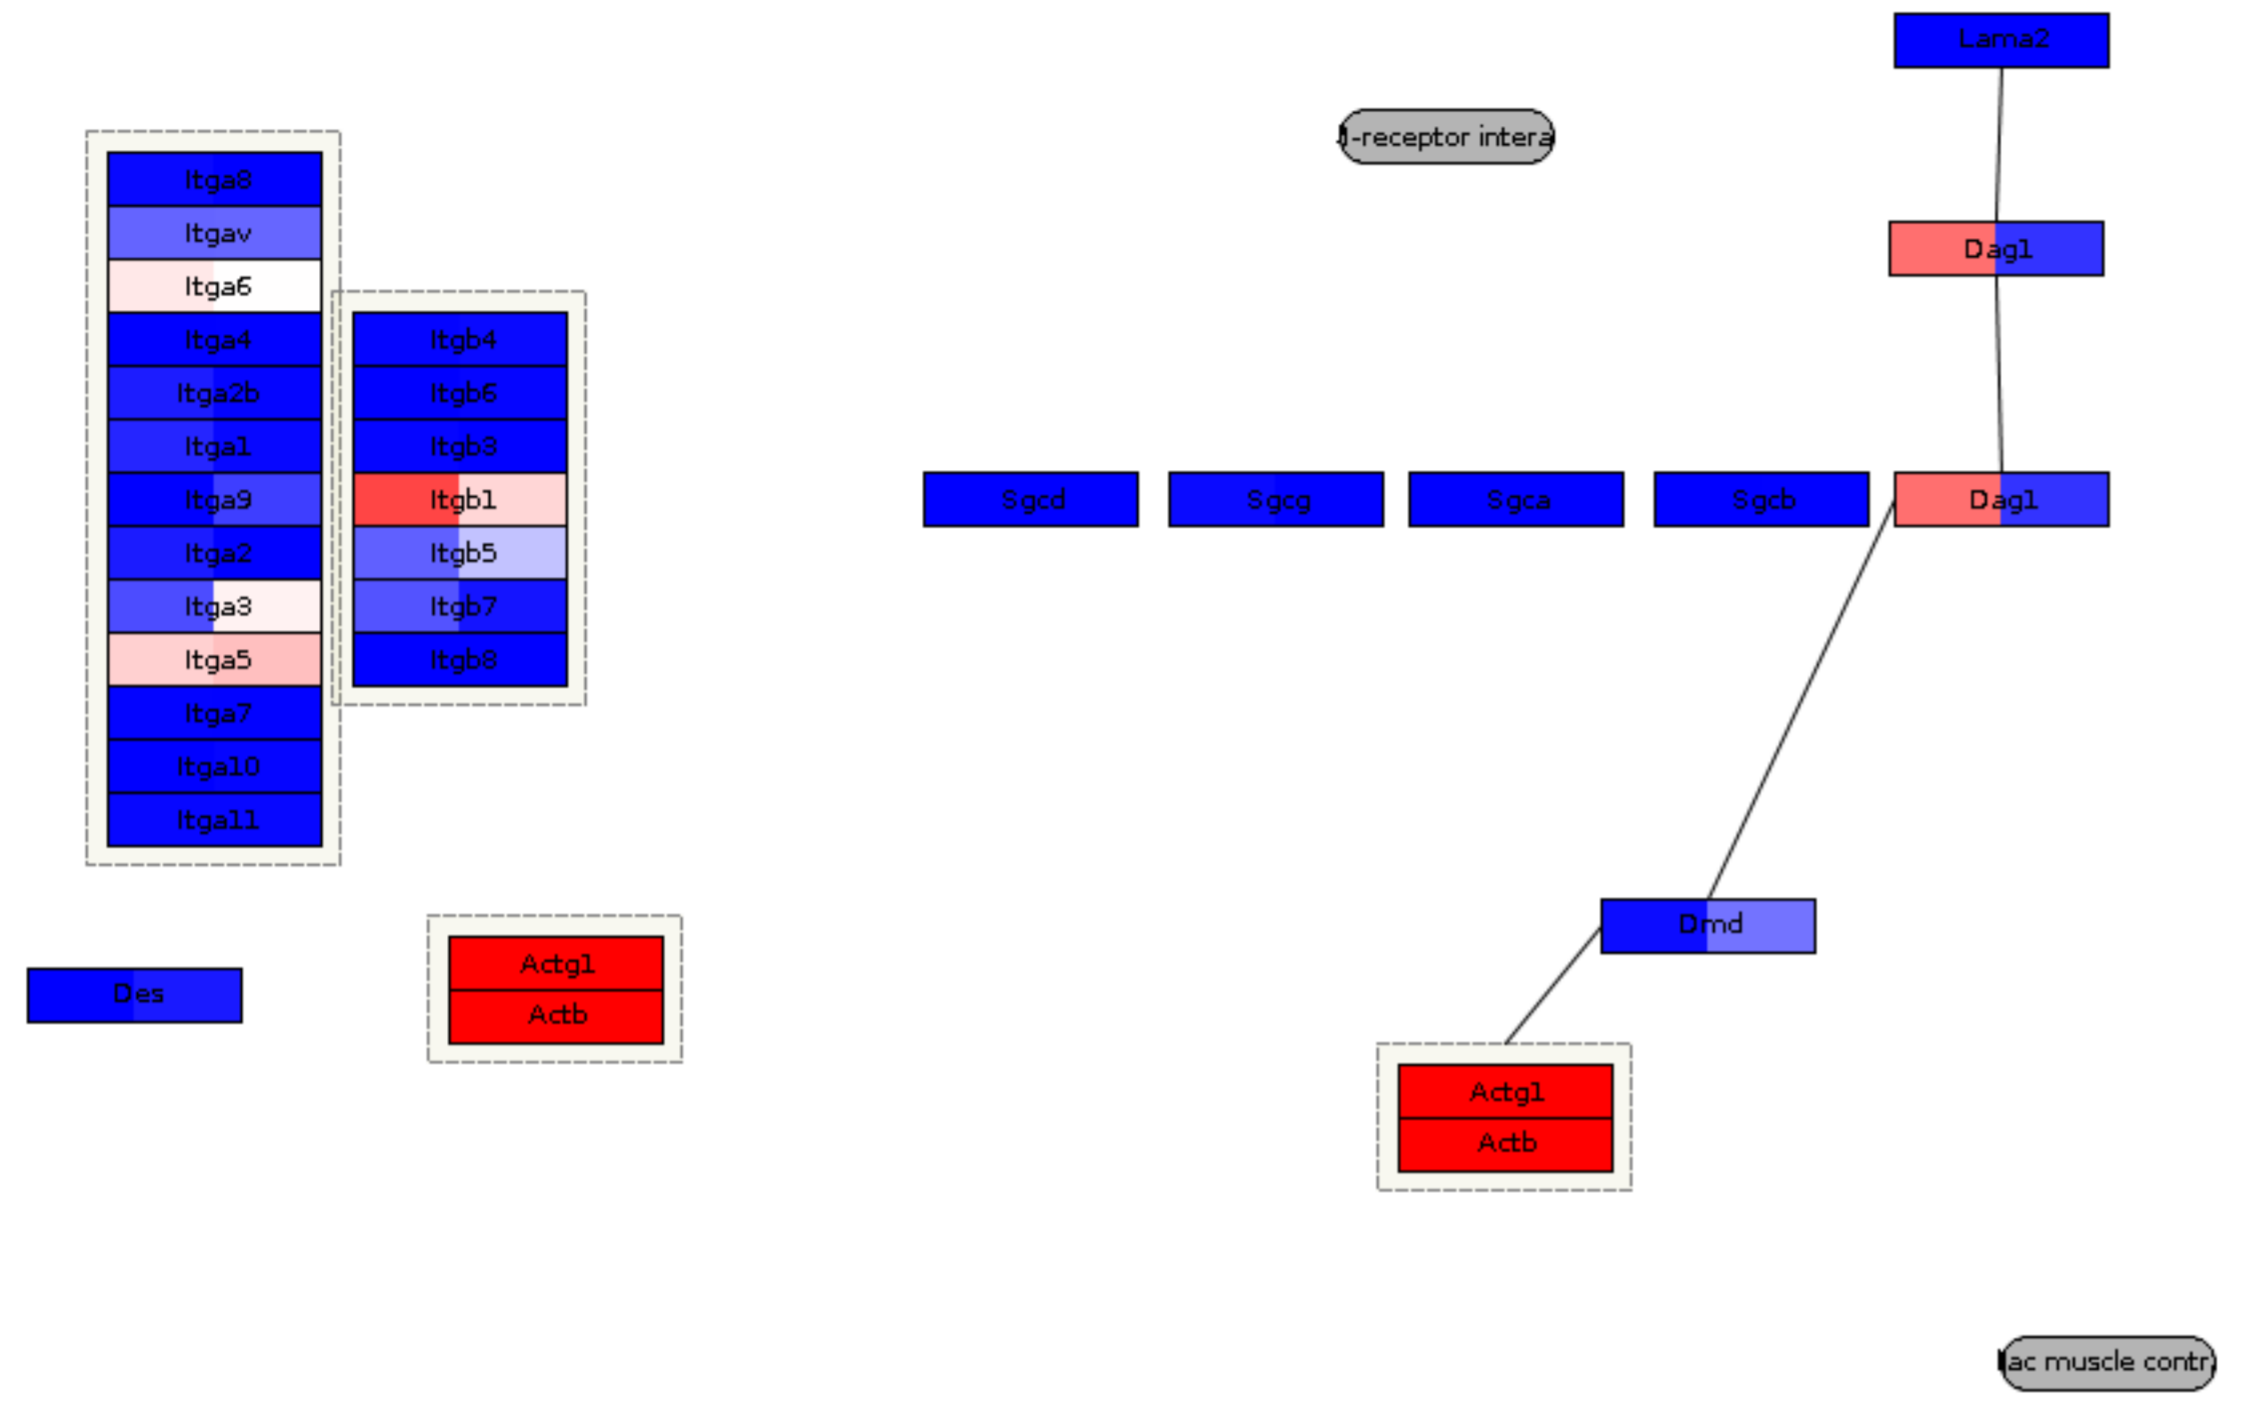 Lama2
-receptor intera
Itga8
Itgav
Itga6
Itga4
Itga2b
Itga1
Itga9
Itga2
Itga3
Itga5
Itga7
Itga10
Itga11
Itgb4
Itgb6
Itgb3
Itgb1
Itgb5
Itgb7
Itgb8
Dag1
Sgcd
Sgcg
Sgca
Sgcb
Dag1
Dmd
Des
Actg1
Actb
Actg1
Actb
ac muscle contr